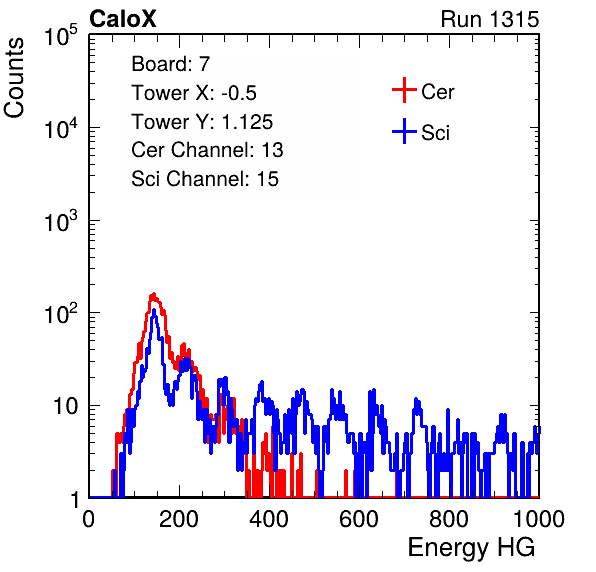 CaloX Run 1315
Board: 7
Tower X: -0.5
Tower Y: 1.125
Cer Channel: 13
Sci Channel: 15
Cer
Sci
Counts
10^5
10^4
10^3
10^2
10
1
0 200 400 600 800 1000
Energy HG